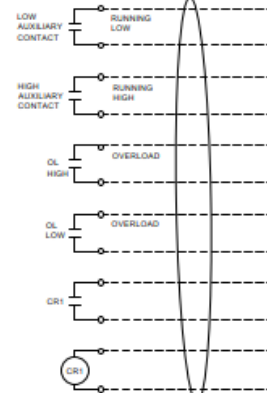 LOW
AUXILIARY
CONTACT
RUNNING
LOW
HIGH
AUXILIARY
CONTACT
RUNNING
HIGH
OL
HIGH
OVERLOAD
OL
LOW
OVERLOAD
CR1
CR1